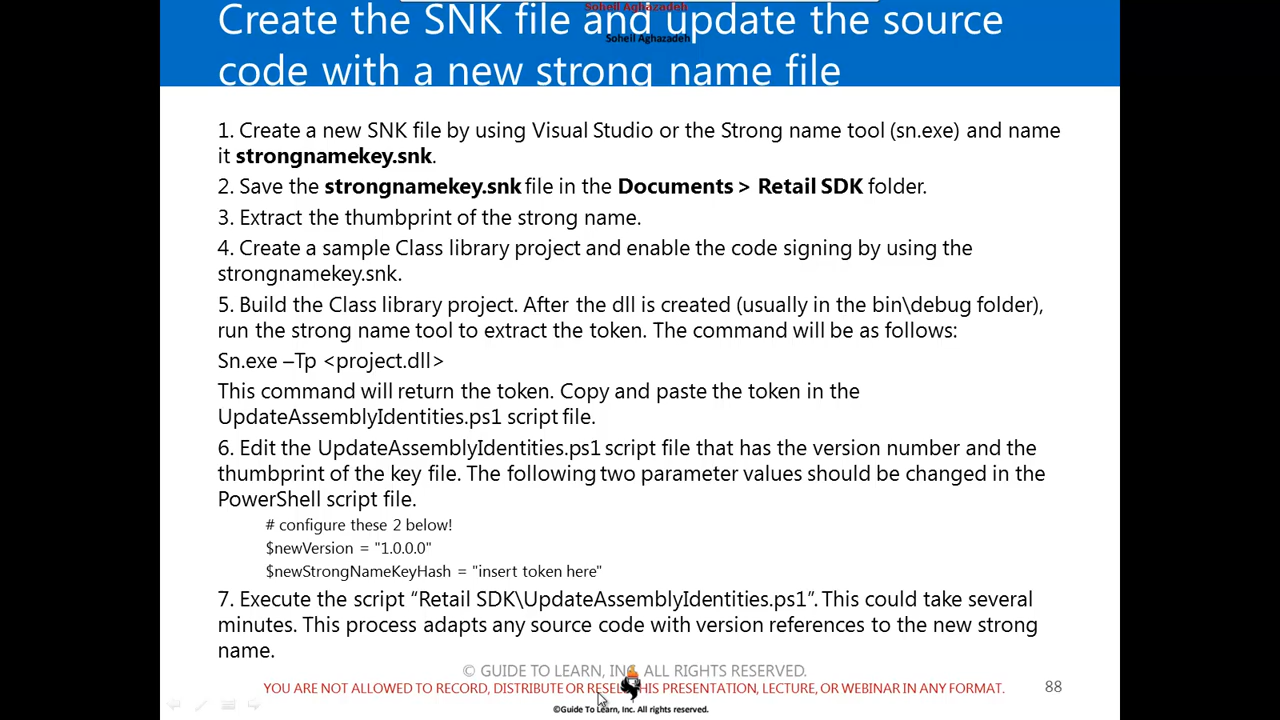 Soheil Aghazadeh
Create the SNK file and update the source
Soheil Aghazadeh
code with a new strong name file
1. Create a new SNK file by using Visual Studio or the Strong name tool (sn.exe) and name
it strongnamekey.snk.
2. Save the strongnamekey.snk file in the Documents > Retail SDK folder.
3. Extract the thumbprint of the strong name.
4. Create a sample Class library project and enable the code signing by using the
strongnamekey.snk.
5. Build the Class library project. After the dll is created (usually in the bin\debug folder),
run the strong name tool to extract the token. The command will be as follows:
Sn.exe –Tp <project.dll>
This command will return the token. Copy and paste the token in the
UpdateAssemblyIdentities.ps1 script file.
6. Edit the UpdateAssemblyIdentities.ps1 script file that has the version number and the
thumbprint of the key file. The following two parameter values should be changed in the
PowerShell script file.
# configure these 2 below!
$newVersion = "1.0.0.0"
$newStrongNameKeyHash = "insert token here"
7. Execute the script “Retail SDK\UpdateAssemblyIdentities.ps1”. This could take several
minutes. This process adapts any source code with version references to the new strong
name.
© GUIDE TO LEARN, INC. ALL RIGHTS RESERVED.
YOU ARE NOT ALLOWED TO RECORD, DISTRIBUTE OR RESELL THIS PRESENTATION, LECTURE, OR WEBINAR IN ANY FORMAT.
88
©Guide To Learn, Inc. All rights reserved.